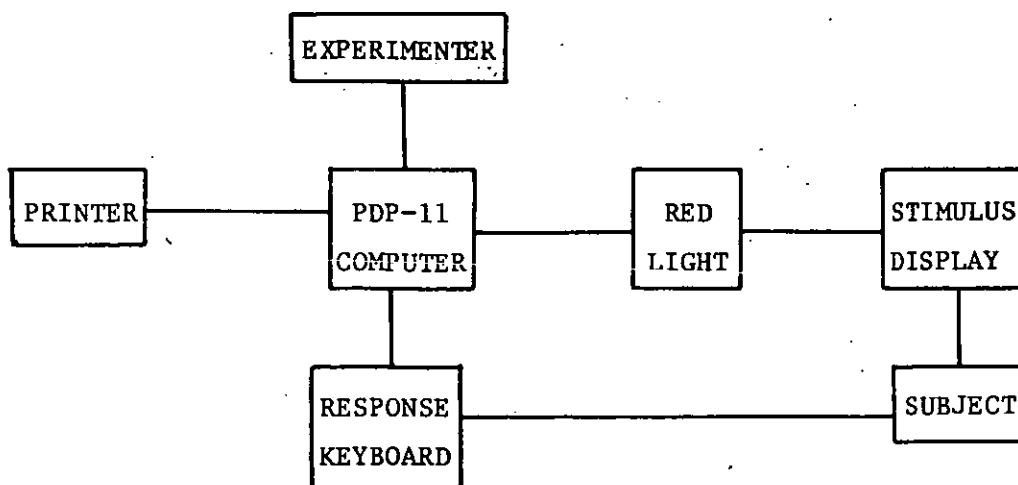 EXPERIMENTER
PRINTER
PDP-11
COMPUTER
RED
LIGHT
STIMULUS
DISPLAY
RESPONSE
KEYBOARD
SUBJECT